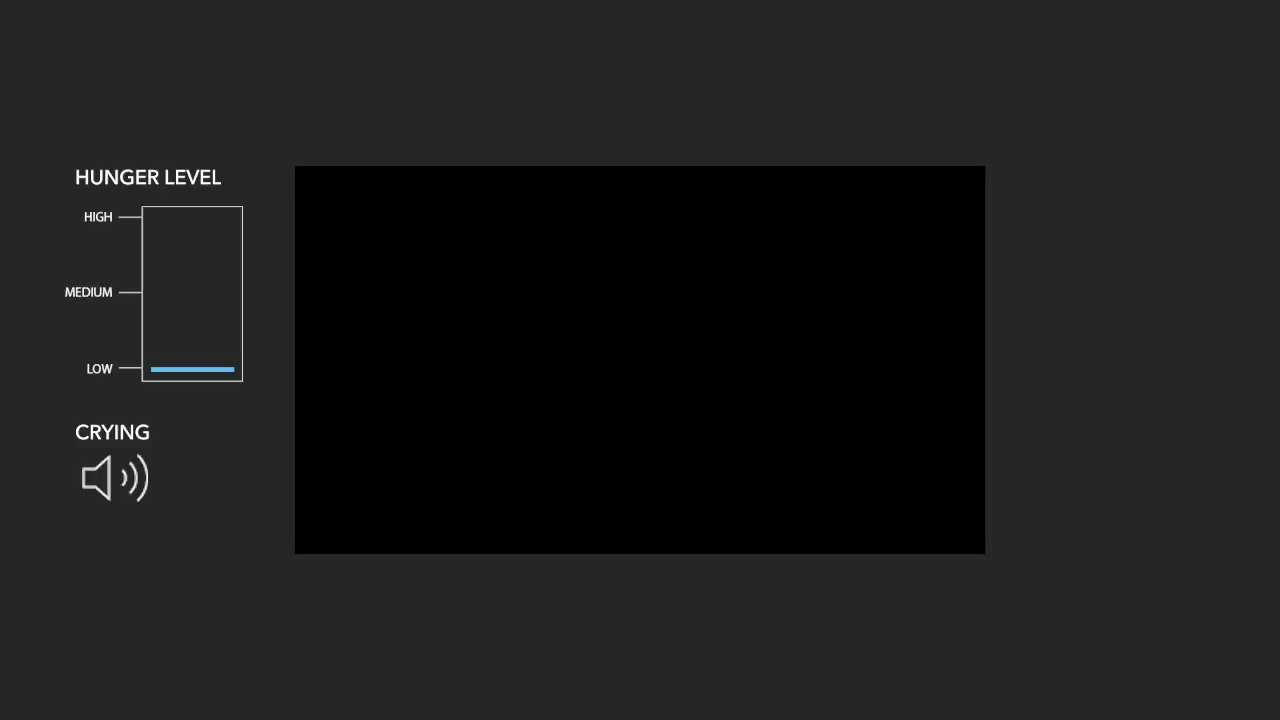 HUNGER LEVEL
HIGH
MEDIUM
LOW
CRYING